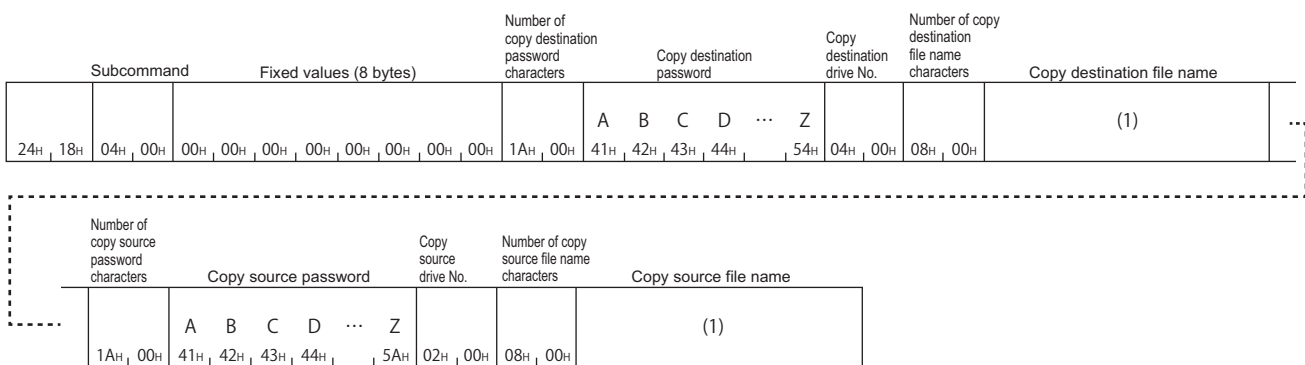 Subcommand
Fixed values (8 bytes)
Number of
copy destination
password
characters
Copy destination
password
Copy
destination
drive No.
Number of copy
destination
file name
characters
Copy destination file name
A B C D ... Z
(1)
24H 18H 04H 00H 00H 00H 00H 00H 00H 00H 00H 00H 1AH 00H 41H 42H 43H 44H 54H 04H 00H 08H 00H
Number of
copy source
password
characters
Copy source password
Copy
source
drive No.
Number of copy
source file name
characters
Copy source file name
A B C D ... Z
(1)
1AH 00H 41H 42H 43H 44H 5AH 02H 00H 08H 00H